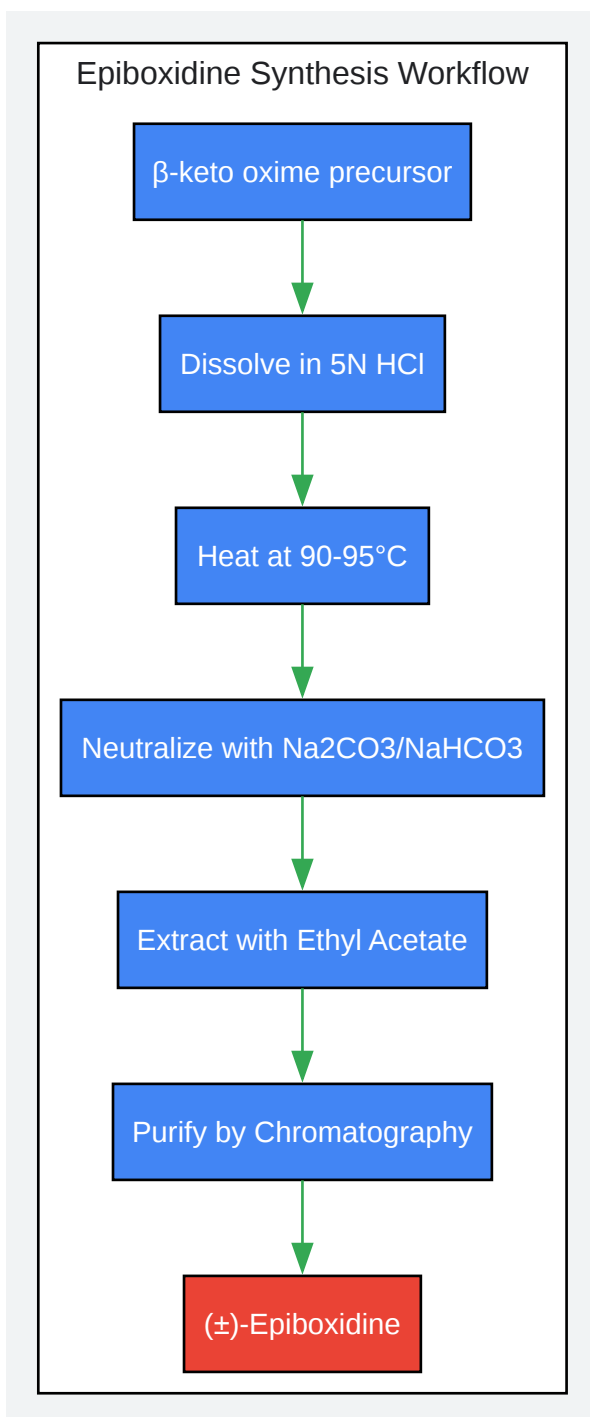 Epiboxidine Synthesis Workflow
β-keto oxime precursor
Dissolve in 5N HCl
Heat at 90-95°C
Neutralize with Na2CO3/NaHCO3
Extract with Ethyl Acetate
Purify by Chromatography
(±)-Epiboxidine